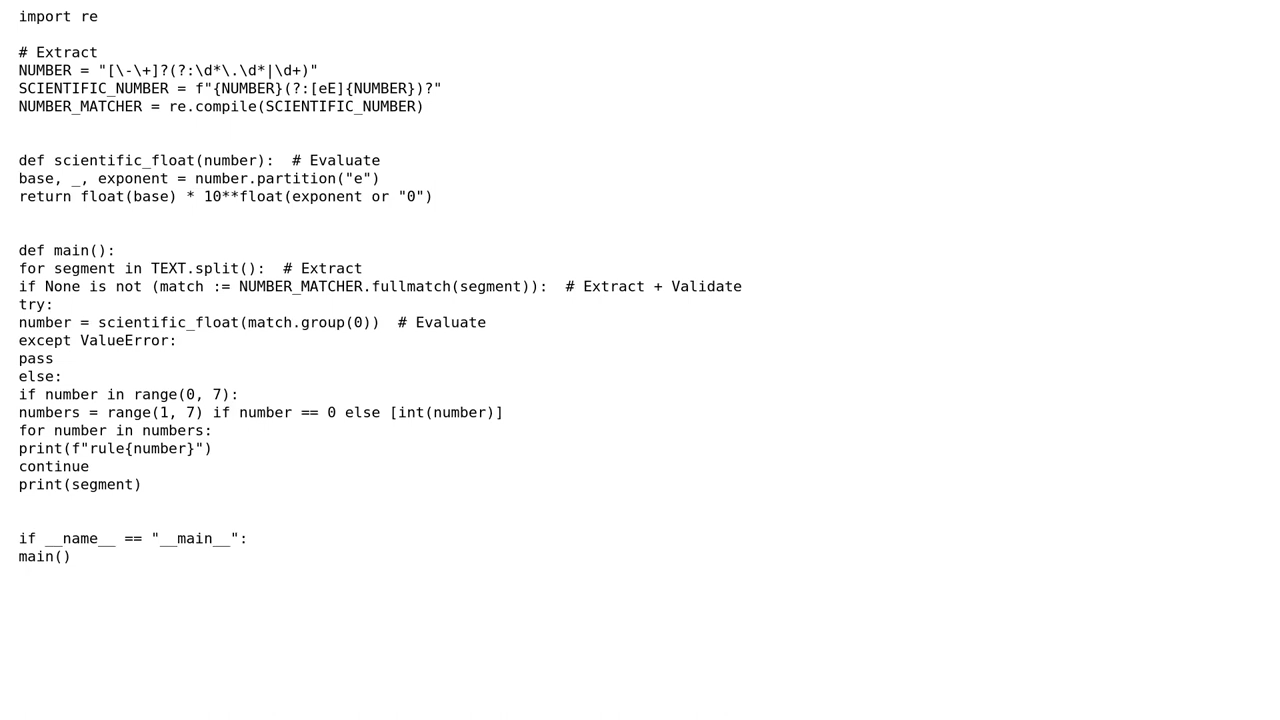 import re
# Extract
NUMBER = "[\-\+]?(?:\d*\.\d*|\d+)"
SCIENTIFIC_NUMBER = f"{NUMBER}(?:[eE]{NUMBER})?"
NUMBER_MATCHER = re.compile(SCIENTIFIC_NUMBER)
def scientific_float(number):  # Evaluate
base, _, exponent = number.partition("e")
return float(base) * 10**float(exponent or "0")
def main():
for segment in TEXT.split():  # Extract
if None is not (match := NUMBER_MATCHER.fullmatch(segment)):  # Extract + Validate
try:
number = scientific_float(match.group(0))  # Evaluate
except ValueError:
pass
else:
if number in range(0, 7):
numbers = range(1, 7) if number == 0 else [int(number)]
for number in numbers:
print(f"rule{number}")
continue
print(segment)
if __name__ == "__main__":
main()